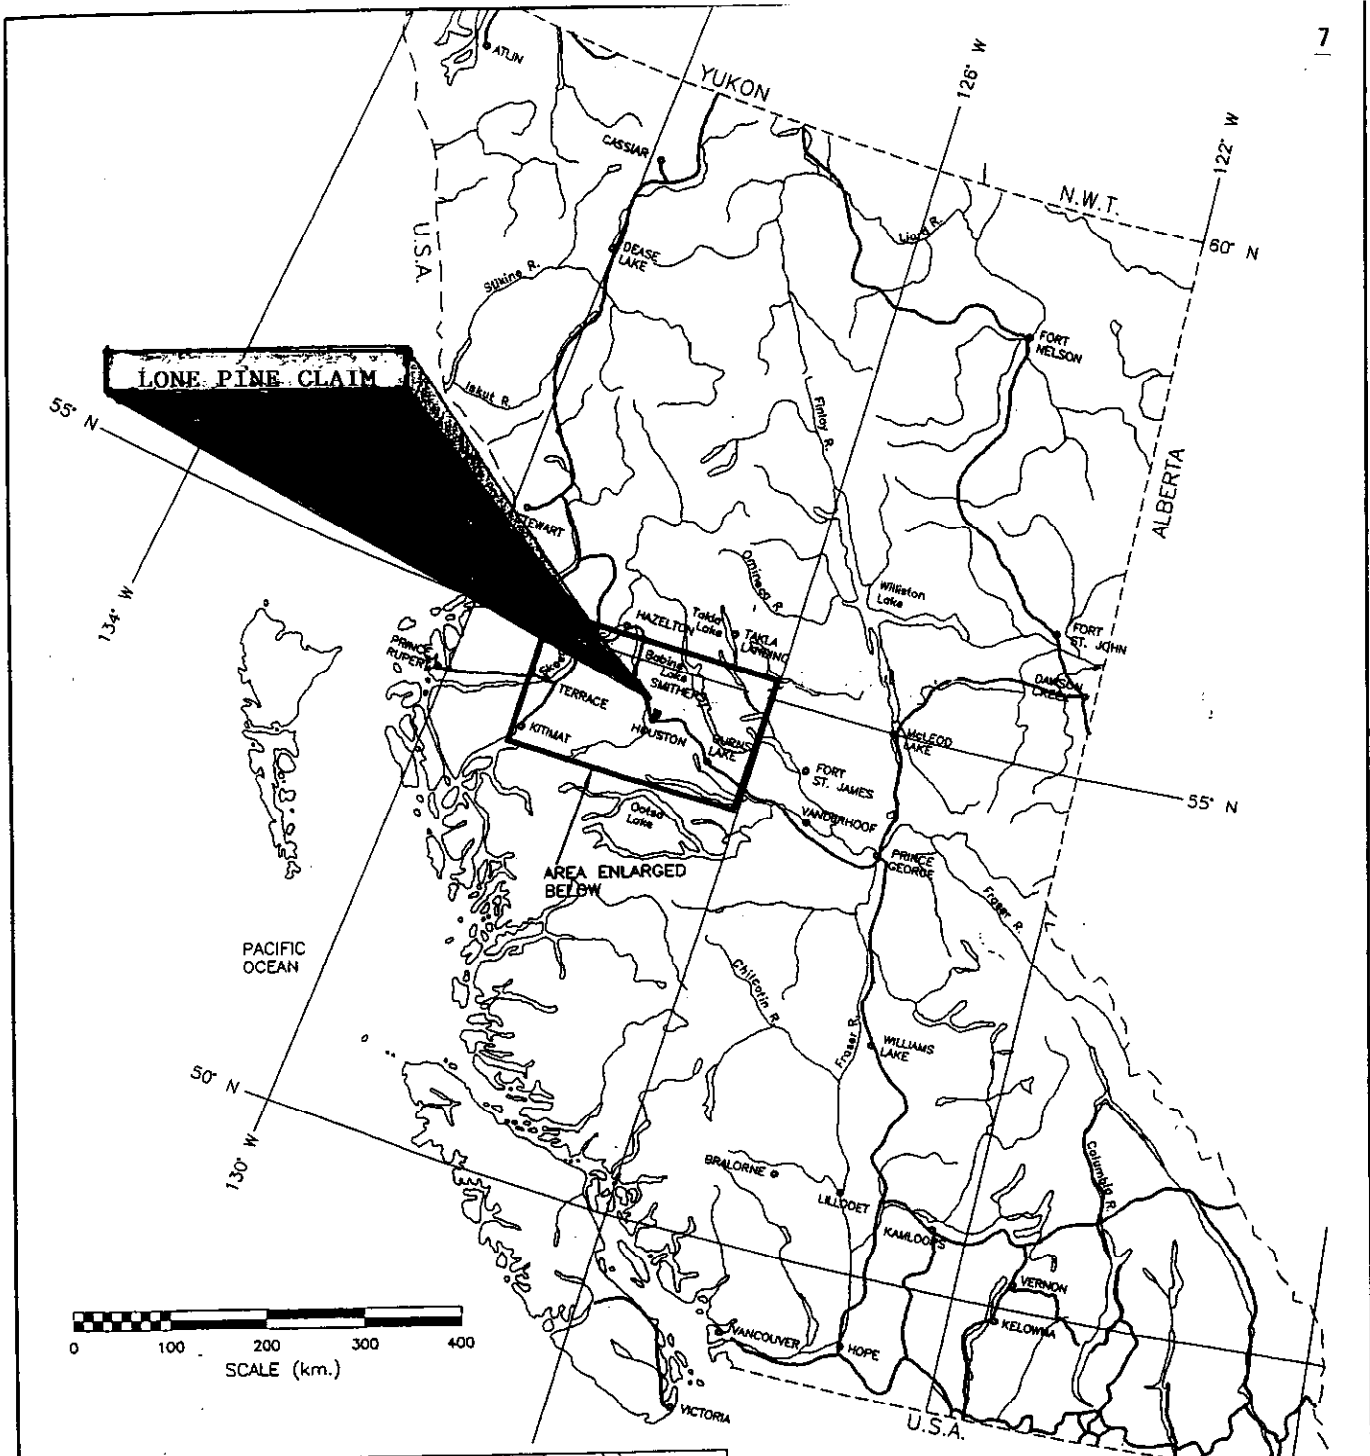 7
ATLIN
YUKON
126° W
122° W
CASSIAR
N.W.T.
60° N
U.S.A.
DEASE
LAKE
Liard R.
Stikine R.
FORT
NELSON
LONE PINE CLAIM
Iskut R.
Finlay R.
55° N
ALBERTA
STEWART
Omineca R.
Williston
Lake
134° W
HAZELTON
Takla
Lake
TAKLA
LANDING
FORT
ST. JOHN
PRINCE
RUPERT
Babine
Lake
SMITHERS
DAWSON
CREEK
TERRACE
KITIMAT
HOUSTON
BURNS
LAKE
McLEOD
LAKE
FORT
ST. JAMES
55° N
Ootsa
Lake
VANDERHOOF
PRINCE
GEORGE
AREA ENLARGED
BELOW
Fraser R.
PACIFIC
OCEAN
Chilcotin R.
Fraser R.
WILLIAMS
LAKE
50° N
130° W
BRALORNE
LILLOOET
Columbia R.
KAMLOOPS
VERNON
KELOWNA
VANCOUVER
HOPE
0 100 200 300 400
SCALE (km.)
VICTORIA
U.S.A.